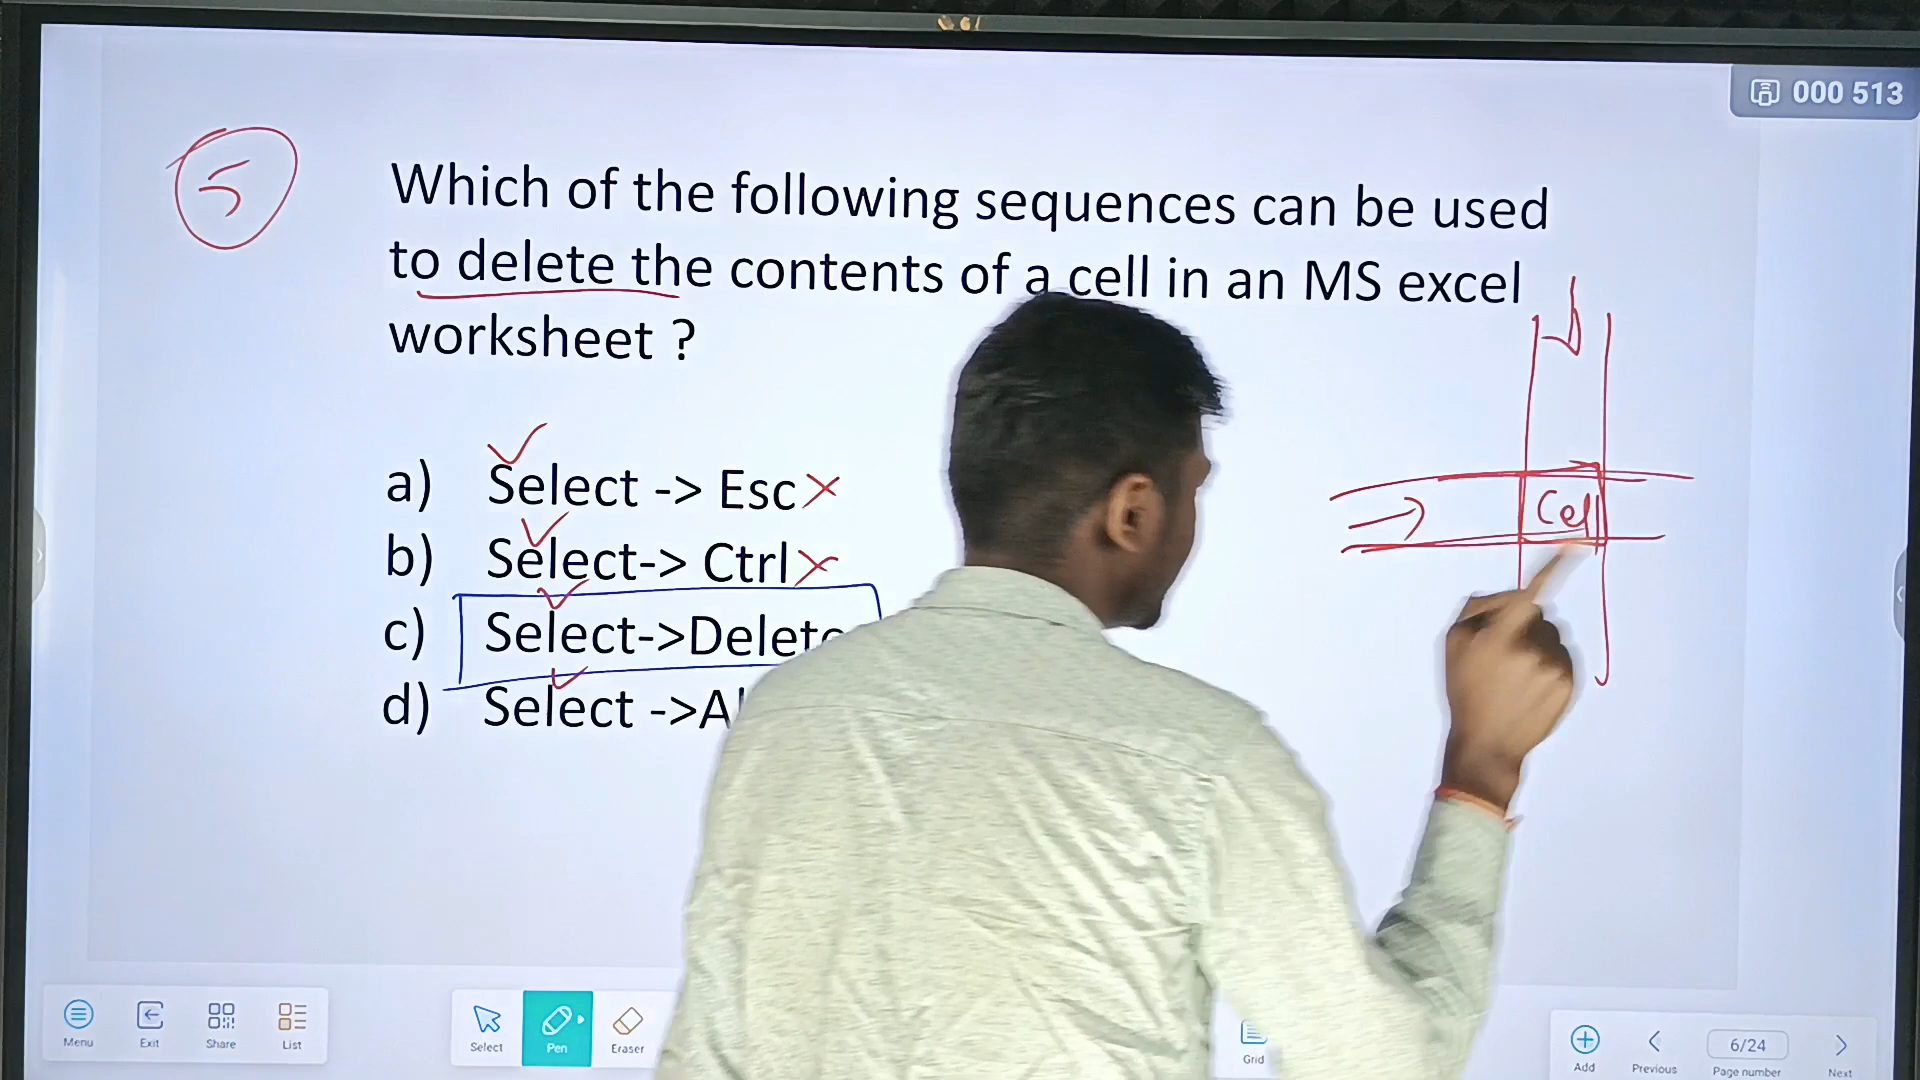 000 513
5
Which of the following sequences can be used
to delete the contents of a cell in an MS excel
worksheet ?
a) Select -> Esc
b) Select-> Ctrl
Cell
c) Select->Delete
d) Select ->
Menu
Exit
Share
List
Select
Pen
Eraser
Grid
Add
Previous
6/24
Page number
Next